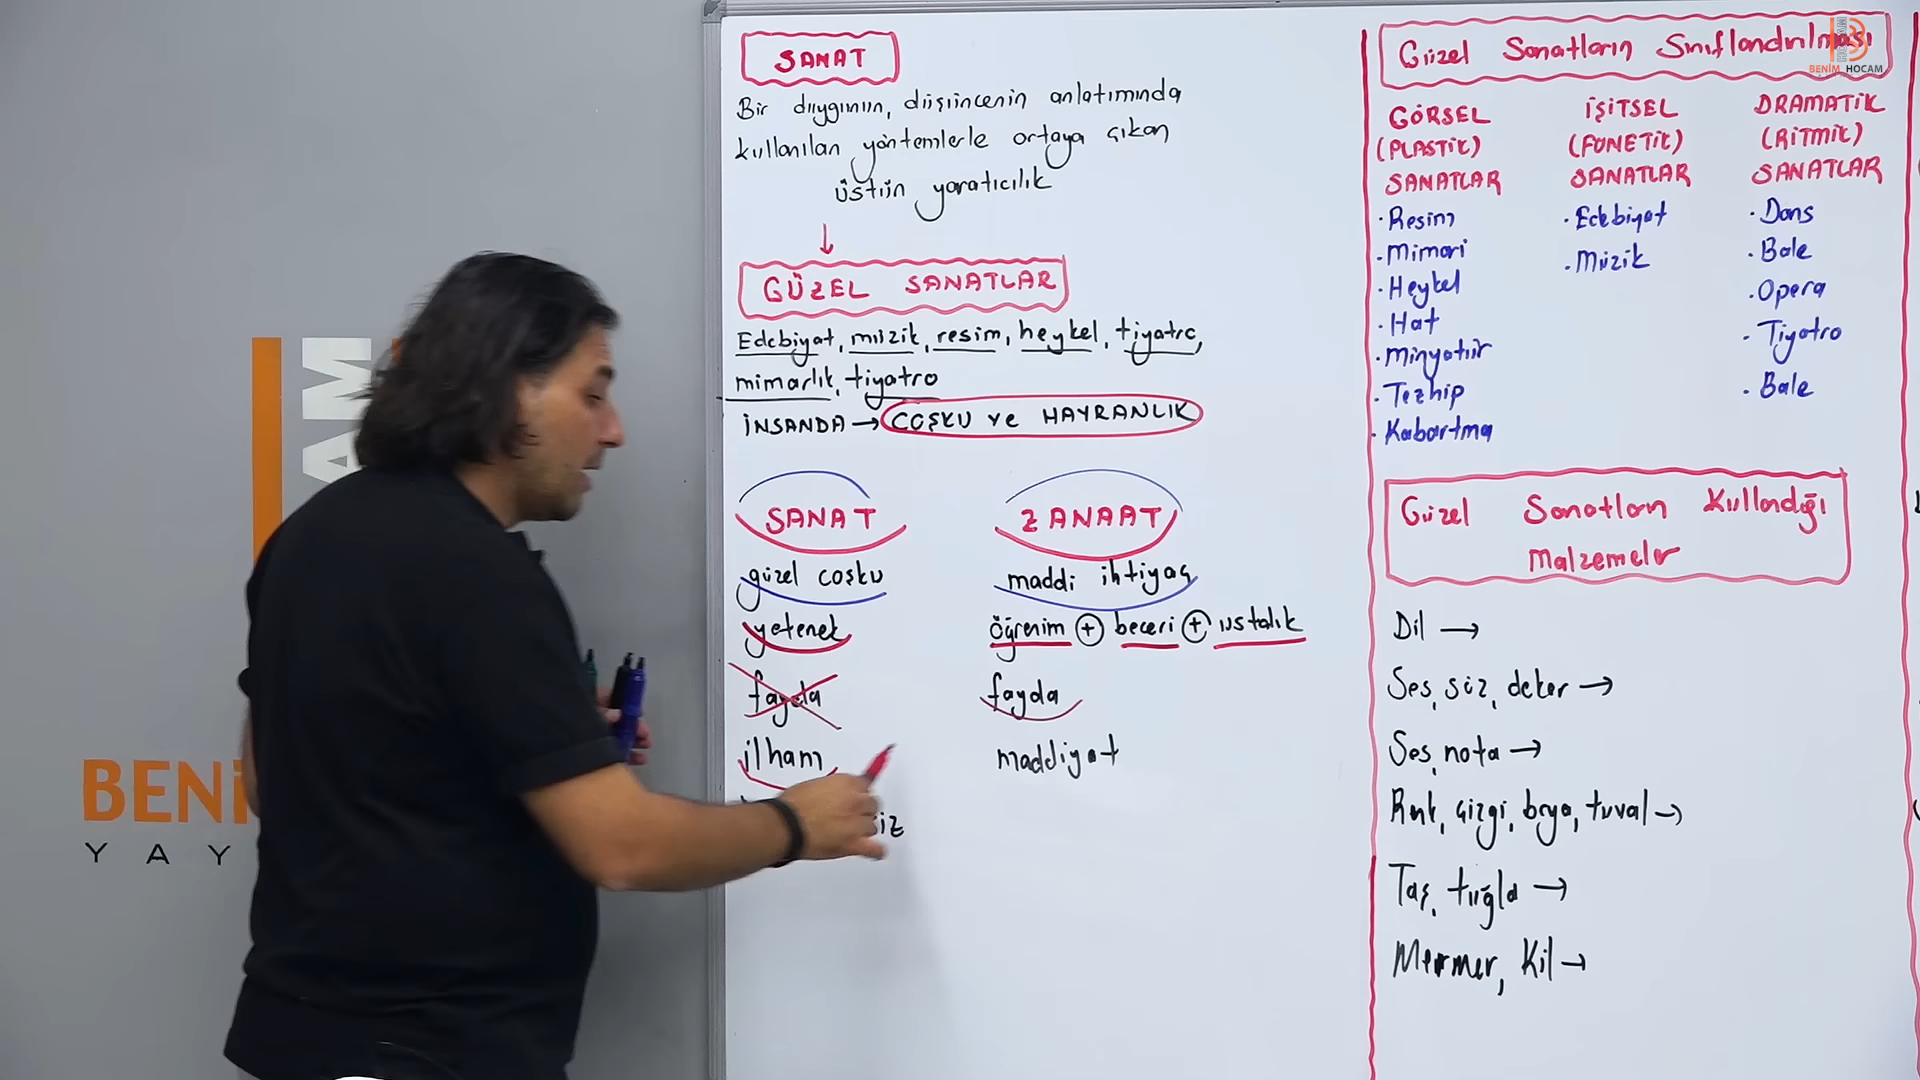 SANAT
Bir duygunun, düşüncenin anlatımında
kullanılan yöntemlerle ortaya çıkan
üstün yaratıcılık
↓
GÜZEL SANATLAR
Edebiyat, müzik, resim, heykel, tiyatro,
mimarlık, tiyatro
İNSANDA → COŞKU ve HAYRANLIK
SANAT
güzel coşku
yetenek
fayda
ilham
ZANAAT
maddi ihtiyaç
öğrenim + beceri + ustalık
fayda
maddiyat
Güzel Sanatların Sınıflandırılması
GÖRSEL
(PLASTİK)
SANATLAR
· Resim
· Mimari
· Heykel
· Hat
· Minyatür
· Tezhip
· Kabartma
İŞİTSEL
(FONETİK)
SANATLAR
· Edebiyat
· Müzik
DRAMATİK
(RİTMİK)
SANATLAR
· Dans
· Bale
· Opera
· Tiyatro
· Bale
Güzel Sanatların Kullandığı
Malzemeler
Dil →
Ses, söz, dekor →
Ses, nota →
Renk, çizgi, boya, tuval →
Taş, tuğla →
Mermer, Kil →
BENİM HOCAM
BENİ
YAY